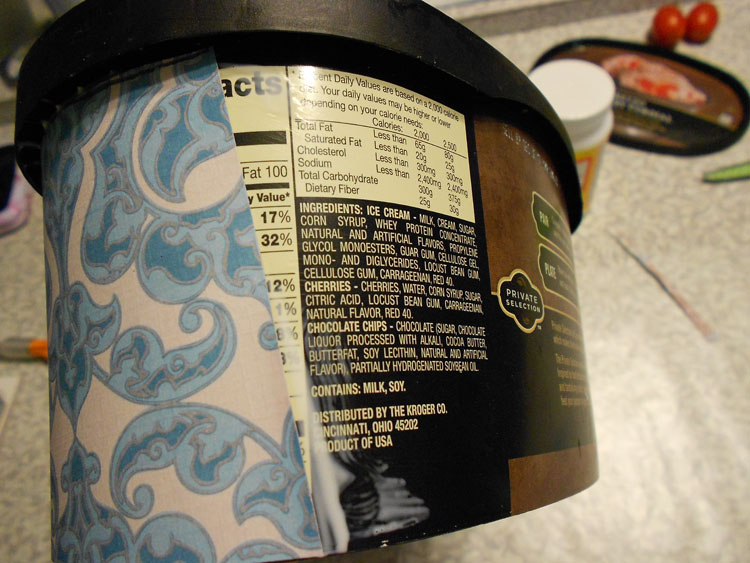 acts
Fat 100
y Value*
17%
32%
12%
1%
8%
ent Daily Values are based on a 2,000 calorie
Your daily values may be higher or lower
depending on your calorie needs:
Calories: 2,000 2,500
Total Fat Less than 65g 80g
Saturated Fat Less than 20g 25g
Cholesterol Less than 300mg 300mg
Sodium Less than 2,400mg 2,400mg
Total Carbohydrate 300g 375g
Dietary Fiber 25g 30g
INGREDIENTS: ICE CREAM - MILK, CREAM, SUGAR,
CORN SYRUP, WHEY PROTEIN CONCENTRATE,
NATURAL AND ARTIFICIAL FLAVORS, PROPYLENE
GLYCOL MONOESTERS, GUAR GUM, CELLULOSE GEL,
MONO- AND DIGLYCERIDES, LOCUST BEAN GUM,
CELLULOSE GUM, CARRAGEENAN, RED 40.
CHERRIES - CHERRIES, WATER, CORN SYRUP, SUGAR,
CITRIC ACID, LOCUST BEAN GUM, CARRAGEENAN,
NATURAL FLAVOR, RED 40.
CHOCOLATE CHIPS - CHOCOLATE (SUGAR, CHOCOLATE
LIQUOR PROCESSED WITH ALKALI, COCOA BUTTER,
BUTTERFAT, SOY LECITHIN, NATURAL AND ARTIFICIAL
FLAVOR), PARTIALLY HYDROGENATED SOYBEAN OIL.
CONTAINS: MILK, SOY.
DISTRIBUTED BY THE KROGER CO.
CINCINNATI, OHIO 45202
PRODUCT OF USA
PAIR
PLATE
PRIVATE
SELECTION